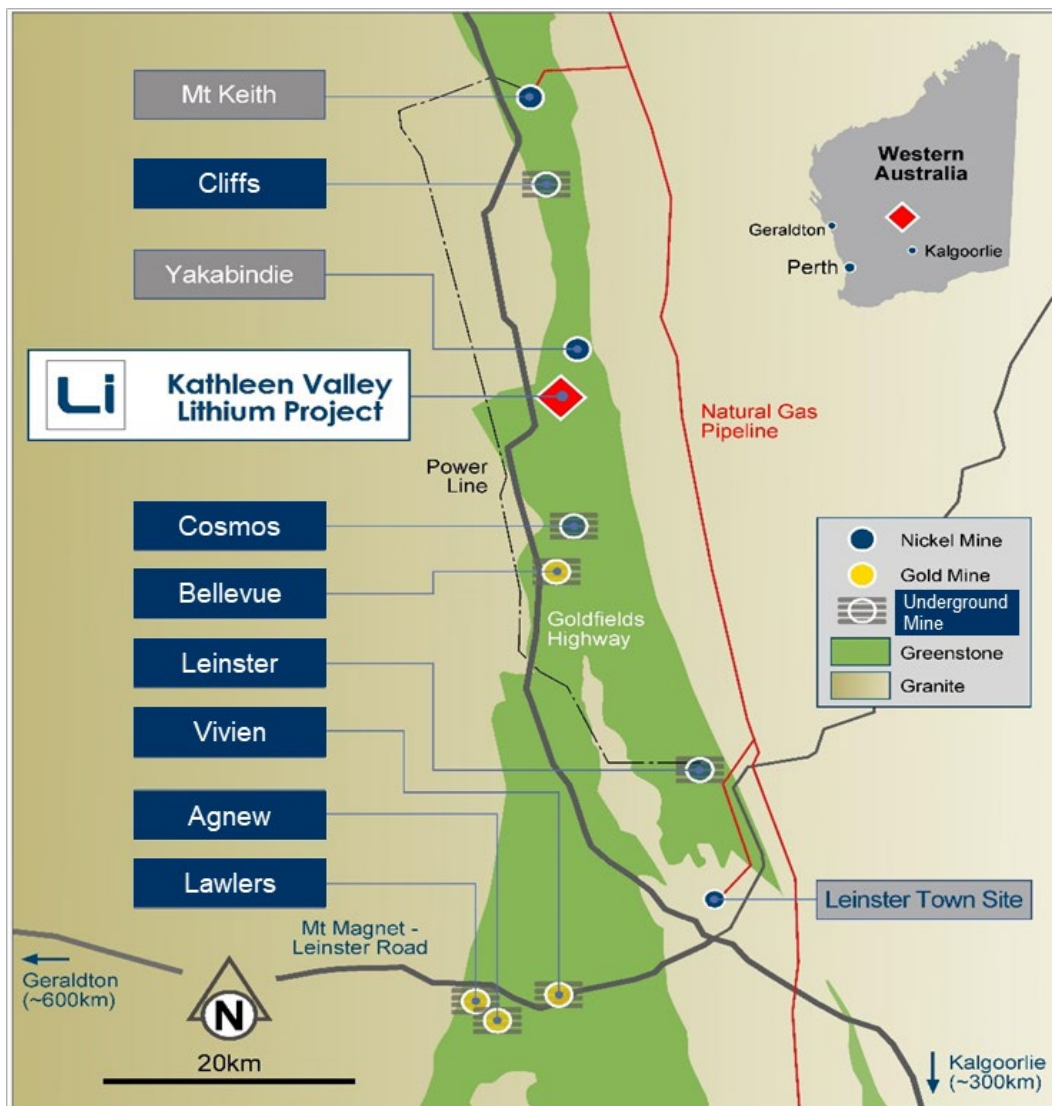 Mt Keith
Cliffs
Yakabindie
Li
Kathleen Valley
Lithium Project
Cosmos
Bellevue
Leinster
Vivien
Agnew
Lawlers
Power
Line
Goldfields
Highway
Natural Gas
Pipeline
Western
Australia
Geraldton
Kalgoorlie
Perth
Nickel Mine
Gold Mine
Underground
Mine
Greenstone
Granite
Leinster Town Site
Mt Magnet -
Leinster Road
Geraldton
(~600km)
N
20km
Kalgoorlie
(~300km)